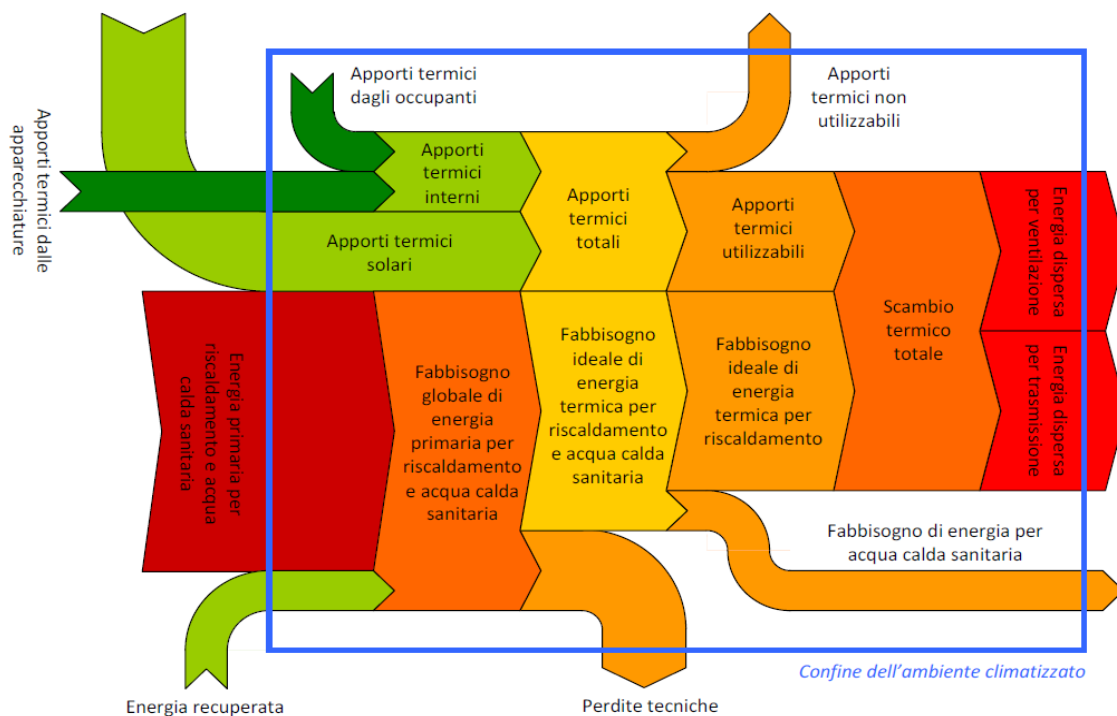 Apporti termici
dagli occupanti
Apporti
termici non
utilizzabili
Apporti termici dalle
apparecchiature
Apporti
termici
interni
Apporti
termici
totali
Apporti
termici
utilizzabili
Energia dispersa
per ventilazione
Apporti termici
solari
Scambio
termico
totale
Energia primaria per
riscaldamento e acqua
calda sanitaria
Fabbisogno
globale di
energia
primaria per
riscaldamento
e acqua calda
sanitaria
Fabbisogno
ideale di
energia
termica per
riscaldamento
e acqua calda
sanitaria
Fabbisogno
ideale di
energia
termica per
riscaldamento
Energia dispersa
per trasmissione
Fabbisogno di energia per
acqua calda sanitaria
Confine dell'ambiente climatizzato
Energia recuperata
Perdite tecniche